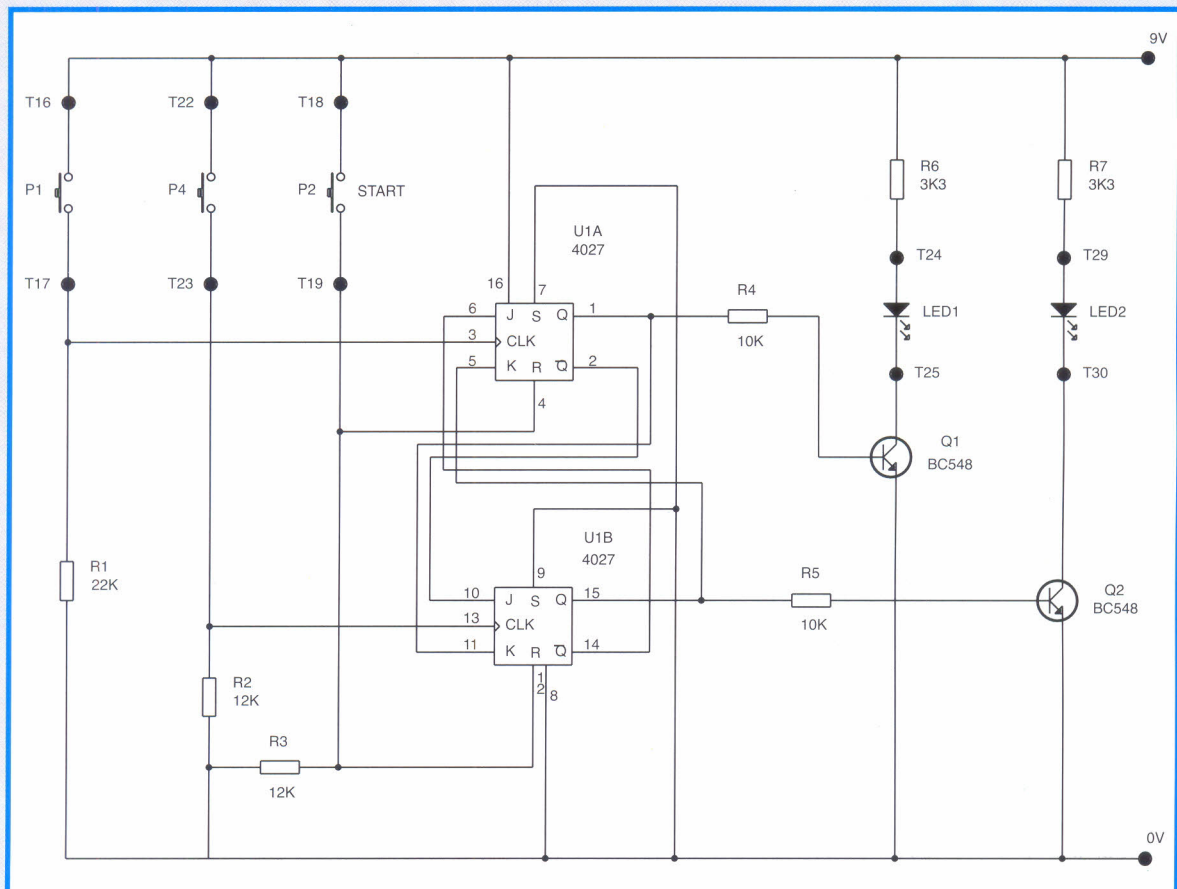 9V
T16
T22
T18
P1
P4
P2
START
R6
3K3
R7
3K3
U1A
4027
T17
T23
T19
T24
T29
16
7
R4
10K
LED1
LED2
6
J
S
Q
1
3
CLK
5
K
R
Q
2
4
T25
T30
Q1
BC548
R1
22K
U1B
4027
9
R5
10K
Q2
BC548
10
J
S
Q
15
13
CLK
11
K
R
Q
14
1
2
8
R2
12K
R3
12K
0V